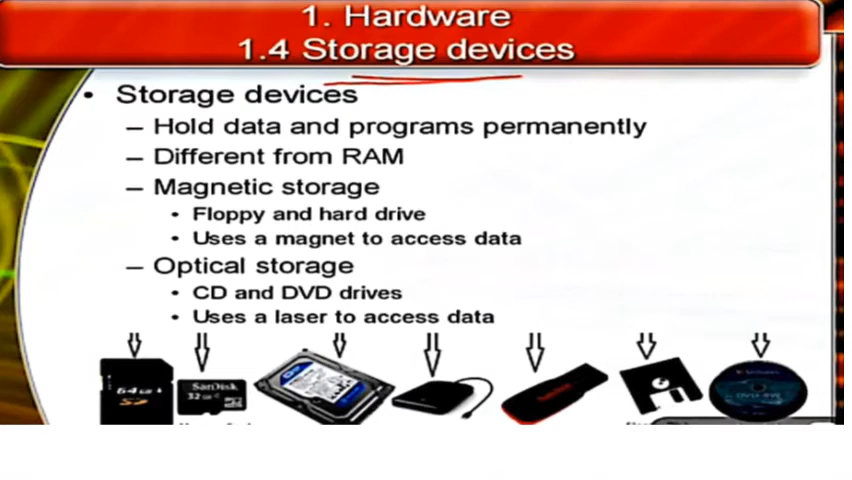 1. Hardware
1.4 Storage devices
• Storage devices
– Hold data and programs permanently
– Different from RAM
– Magnetic storage
• Floppy and hard drive
• Uses a magnet to access data
– Optical storage
• CD and DVD drives
• Uses a laser to access data
64 GB
SanDisk
32 GB
SanDisk
Verbatim
DVD+RW